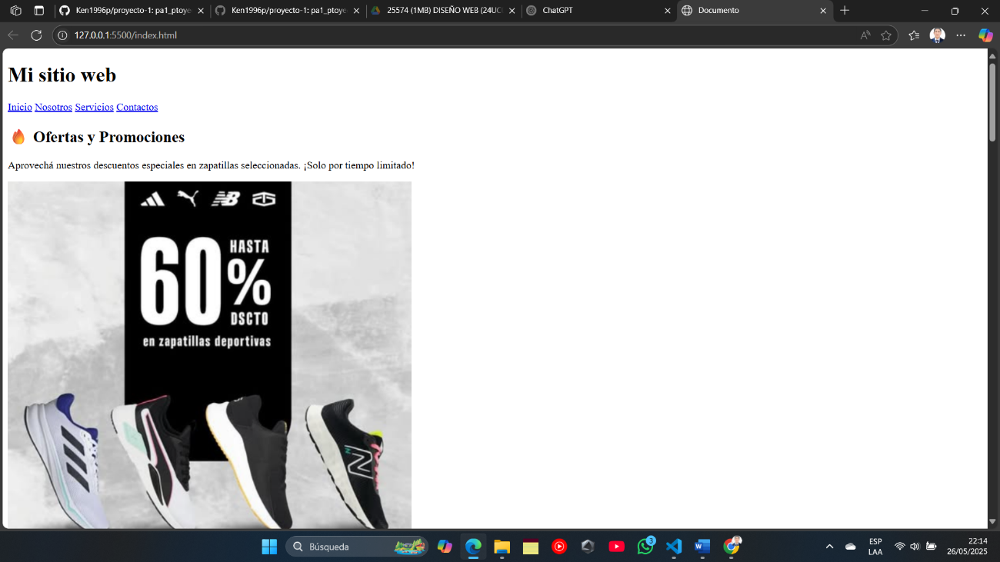 Ken1996p/proyecto-1: pa1_ptoye
Ken1996p/proyecto-1: pa1_ptoye
25574 (1MB) DISEÑO WEB (24UC
ChatGPT
Documento
127.0.0.1:5500/index.html
Mi sitio web
Inicio Nosotros Servicios Contactos
🔥 Ofertas y Promociones
Aprovechá nuestros descuentos especiales en zapatillas seleccionadas. ¡Solo por tiempo limitado!
60% HASTA DSCTO
en zapatillas deportivas
Búsqueda
3
ESP
LAA
22:14
26/05/2025